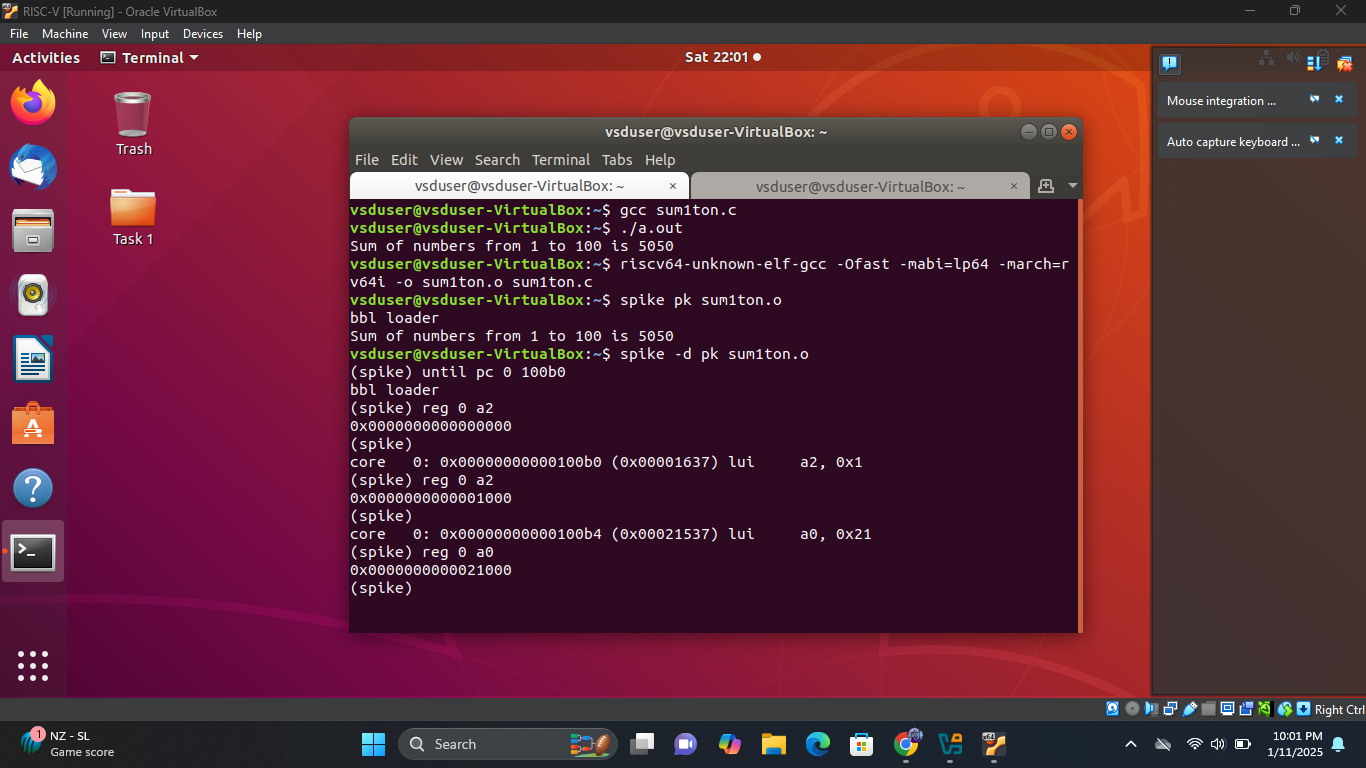 RISC-V [Running] - Oracle VirtualBox
File Machine View Input Devices Help
Activities Terminal Sat 22:01
Mouse integration ...
Auto capture keyboard ...
Trash
Task 1
vsduser@vsduser-VirtualBox: ~
File Edit View Search Terminal Tabs Help
vsduser@vsduser-VirtualBox: ~ × vsduser@vsduser-VirtualBox: ~ ×
vsduser@vsduser-VirtualBox:~$ gcc sum1ton.c
vsduser@vsduser-VirtualBox:~$ ./a.out
Sum of numbers from 1 to 100 is 5050
vsduser@vsduser-VirtualBox:~$ riscv64-unknown-elf-gcc -Ofast -mabi=lp64 -march=r
v64i -o sum1ton.o sum1ton.c
vsduser@vsduser-VirtualBox:~$ spike pk sum1ton.o
bbl loader
Sum of numbers from 1 to 100 is 5050
vsduser@vsduser-VirtualBox:~$ spike -d pk sum1ton.o
(spike) until pc 0 100b0
bbl loader
(spike) reg 0 a2
0x0000000000000000
(spike)
core   0: 0x00000000000100b0 (0x00001637) lui     a2, 0x1
(spike) reg 0 a2
0x0000000000001000
(spike)
core   0: 0x00000000000100b4 (0x00021537) lui     a0, 0x21
(spike) reg 0 a0
0x0000000000021000
(spike)
Right Ctrl
1
NZ - SL
Game score
Search
10:01 PM
1/11/2025